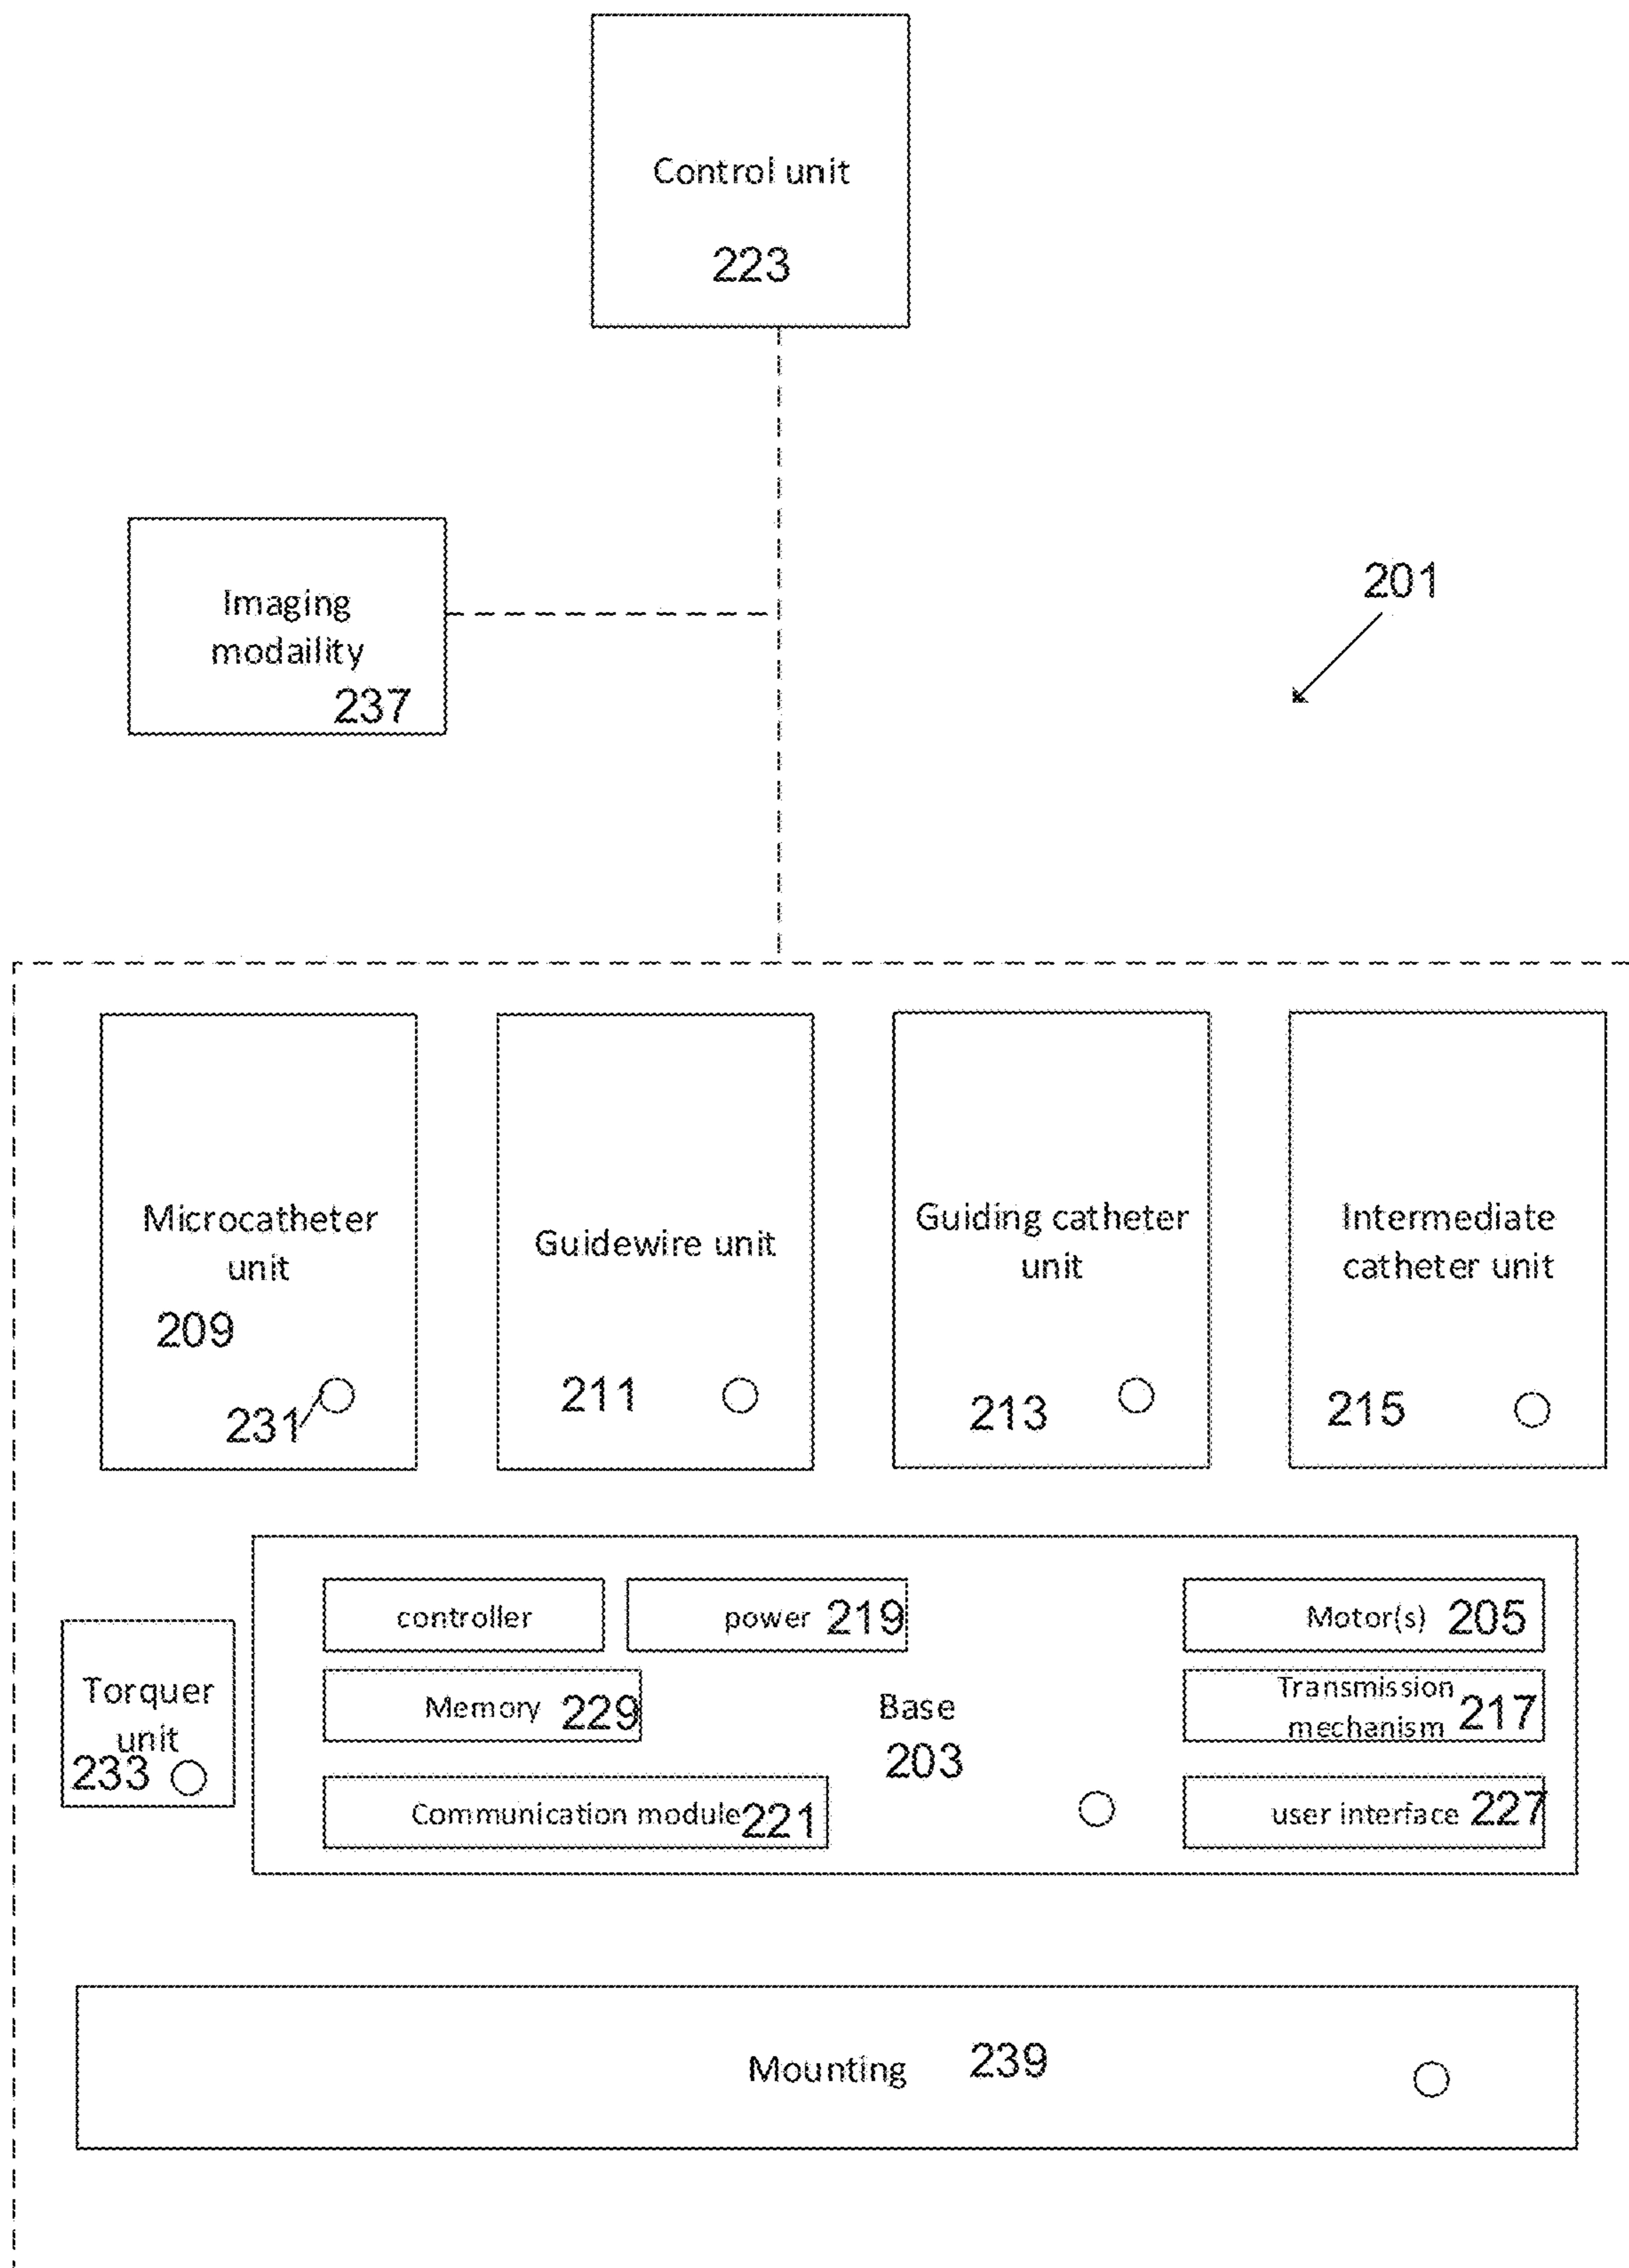 Control unit
223
Imaging
modaility
237
201
Microcatheter
unit
209
231
Guidewire unit
211
Guiding catheter
unit
213
Intermediate
catheter unit
215
controller
power 219
Motor(s) 205
Torquer
unit
233
Memory 229
Base
203
Transmission
mechanism 217
Communication module 221
user interface 227
Mounting 239